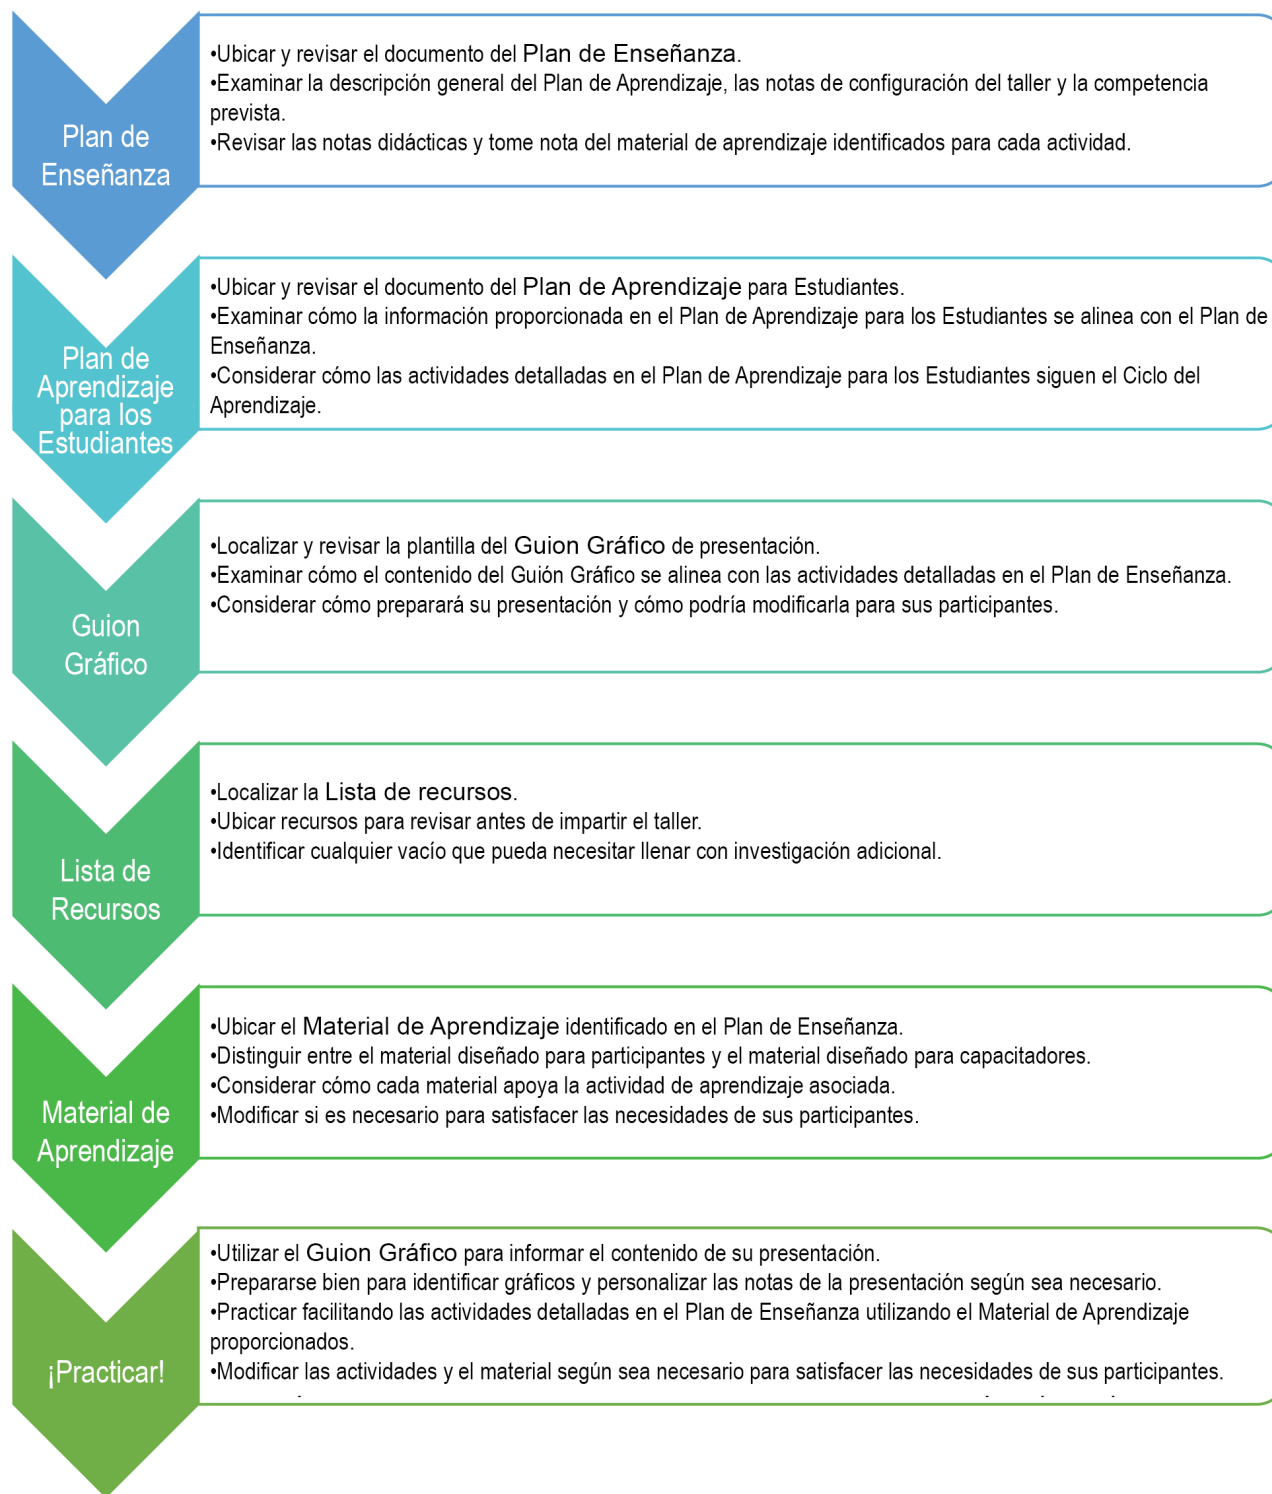 Plan de
Enseñanza
•Ubicar y revisar el documento del Plan de Enseñanza.
•Examinar la descripción general del Plan de Aprendizaje, las notas de configuración del taller y la competencia
prevista.
•Revisar las notas didácticas y tome nota del material de aprendizaje identificados para cada actividad.
Plan de
Aprendizaje
para los
Estudiantes
•Ubicar y revisar el documento del Plan de Aprendizaje para Estudiantes.
•Examinar cómo la información proporcionada en el Plan de Aprendizaje para los Estudiantes se alinea con el Plan de
Enseñanza.
•Considerar cómo las actividades detalladas en el Plan de Aprendizaje para los Estudiantes siguen el Ciclo del
Aprendizaje.
Guion
Gráfico
•Localizar y revisar la plantilla del Guion Gráfico de presentación.
•Examinar cómo el contenido del Guión Gráfico se alinea con las actividades detalladas en el Plan de Enseñanza.
•Considerar cómo preparará su presentación y cómo podría modificarla para sus participantes.
Lista de
Recursos
•Localizar la Lista de recursos.
•Ubicar recursos para revisar antes de impartir el taller.
•Identificar cualquier vacío que pueda necesitar llenar con investigación adicional.
Material de
Aprendizaje
•Ubicar el Material de Aprendizaje identificado en el Plan de Enseñanza.
•Distinguir entre el material diseñado para participantes y el material diseñado para capacitadores.
•Considerar cómo cada material apoya la actividad de aprendizaje asociada.
•Modificar si es necesario para satisfacer las necesidades de sus participantes.
¡Practicar!
•Utilizar el Guion Gráfico para informar el contenido de su presentación.
•Prepararse bien para identificar gráficos y personalizar las notas de la presentación según sea necesario.
•Practicar facilitando las actividades detalladas en el Plan de Enseñanza utilizando el Material de Aprendizaje
proporcionados.
•Modificar las actividades y el material según sea necesario para satisfacer las necesidades de sus participantes.